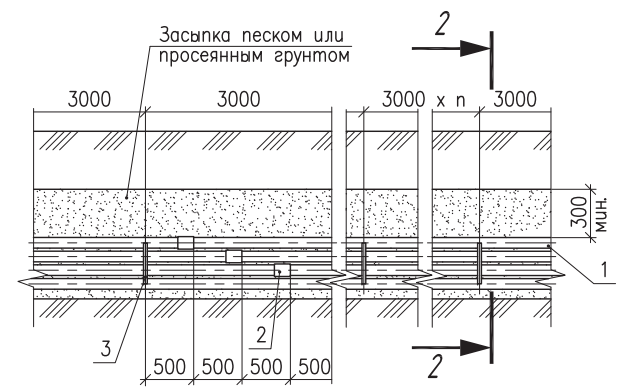 2
Засыпка песком или
просеянным грунтом
3000 3000 3000 x n 3000
300
мин.
1
3
2
500 500 500 500
2